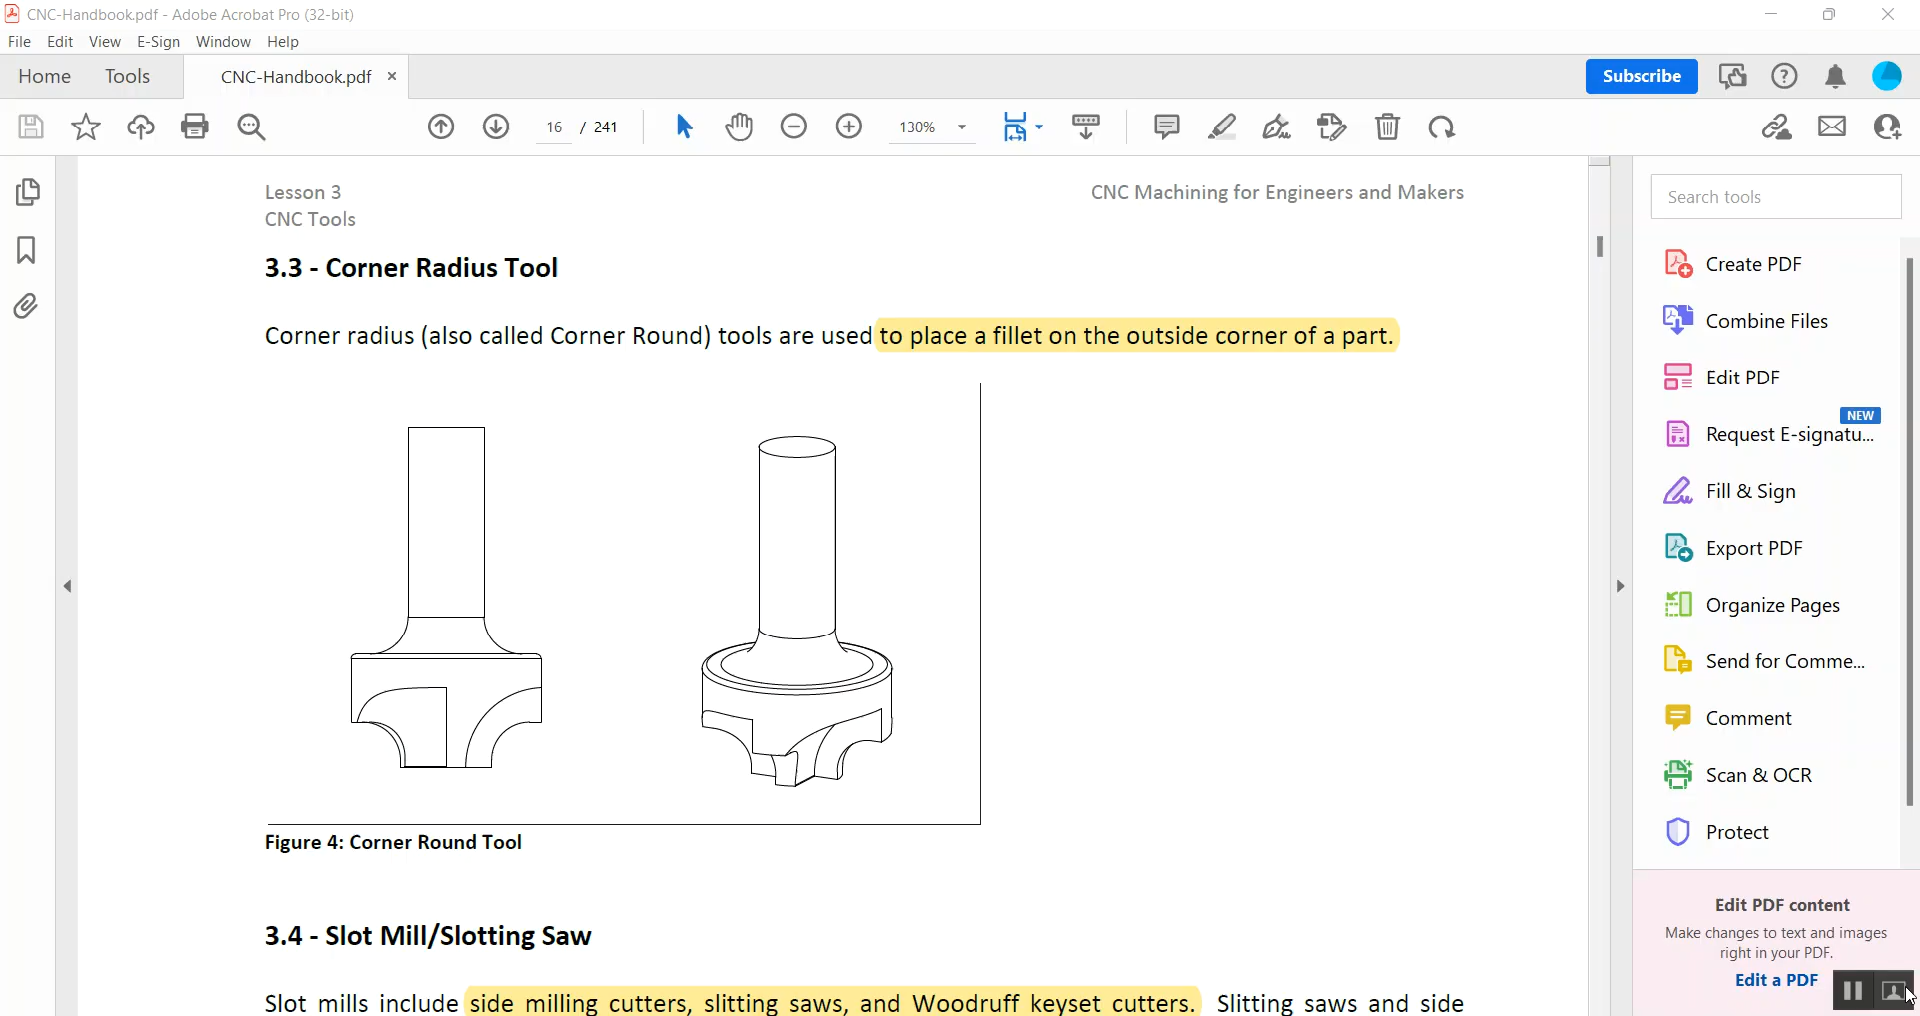 CNC-Handbook.pdf - Adobe Acrobat Pro (32-bit)
File Edit View E-Sign Window Help
Home Tools CNC-Handbook.pdf × Subscribe
16 / 241 130%
Lesson 3 CNC Machining for Engineers and Makers
CNC Tools
3.3 - Corner Radius Tool
Corner radius (also called Corner Round) tools are used to place a fillet on the outside corner of a part.
Figure 4: Corner Round Tool
3.4 - Slot Mill/Slotting Saw
Slot mills include side milling cutters, slitting saws, and Woodruff keyset cutters. Slitting saws and side
Search tools
Create PDF
Combine Files
Edit PDF
NEW
Request E-signatu...
Fill & Sign
Export PDF
Organize Pages
Send for Comme...
Comment
Scan & OCR
Protect
Edit PDF content
Make changes to text and images
right in your PDF.
Edit a PDF